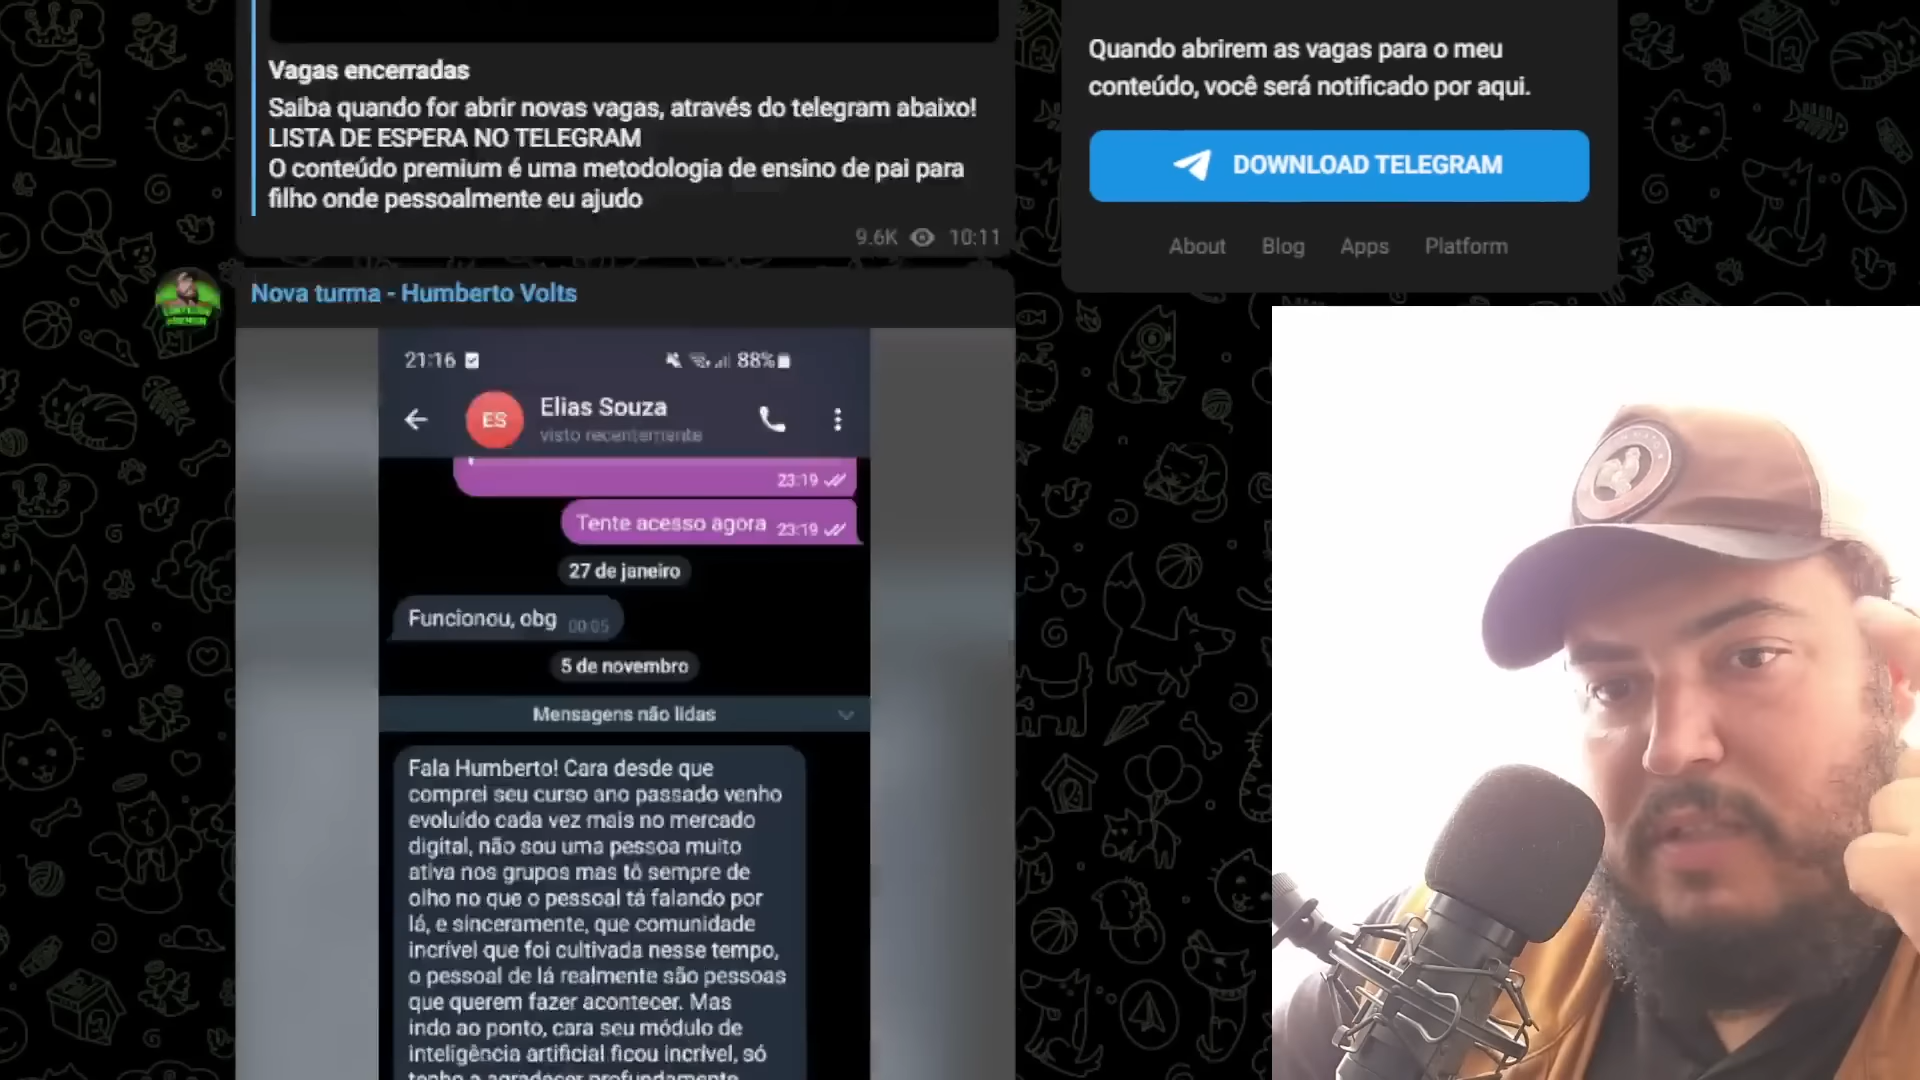 Vagas encerradas
Saiba quando for abrir novas vagas, através do telegram abaixo!
LISTA DE ESPERA NO TELEGRAM
O conteúdo premium é uma metodologia de ensino de pai para
filho onde pessoalmente eu ajudo
9.6K 10:11
Quando abrirem as vagas para o meu
conteúdo, você será notificado por aqui.
DOWNLOAD TELEGRAM
About Blog Apps Platform
Nova turma - Humberto Volts
21:16 88%
ES
Elias Souza
visto recentemente
23:19
Tente acesso agora 23:19
27 de janeiro
Funcionou, obg 00:05
5 de novembro
Mensagens não lidas
Fala Humberto! Cara desde que
comprei seu curso ano passado venho
evoluído cada vez mais no mercado
digital, não sou uma pessoa muito
ativa nos grupos mas tô sempre de
olho no que o pessoal tá falando por
lá, e sinceramente, que comunidade
incrível que foi cultivada nesse tempo,
o pessoal de lá realmente são pessoas
que querem fazer acontecer. Mas
indo ao ponto, cara seu módulo de
inteligência artificial ficou incrível, só
tenho a agradecer profundamente